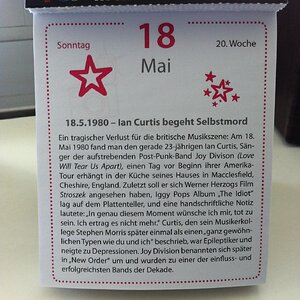 Sonntag
18
20. Woche
Mai
18.5.1980 – Ian Curtis begeht Selbstmord
Ein tragischer Verlust für die britische Musikszene: Am 18.
Mai 1980 fand man den gerade 23-jährigen Ian Curtis, Sän-
ger der aufstrebenden Post-Punk-Band Joy Divison (Love
Will Tear Us Apart), einen Tag vor Beginn ihrer Amerika-
Tour erhängt in der Küche seines Hauses in Macclesfield,
Cheshire, England. Zuletzt soll er sich Werner Herzogs Film
Stroszek angesehen haben, Iggy Pops Album „The Idiot"
lag auf dem Plattenteller, und eine handschriftliche Notiz
lautete: „In genau diesem Moment wünsche ich mir, tot zu
sein. Ich ertrag es nicht mehr." Curtis, den sein Musikerkol-
lege Stephen Morris später einmal als einen „ganz gewöhn-
lichen Typen wie du und ich" beschrieb, war Epileptiker und
neigte zu Depressionen. Joy Division benannten sich später
in „New Order" um und wurden zu einer der einfluss- und
erfolgreichsten Bands der Dekade.